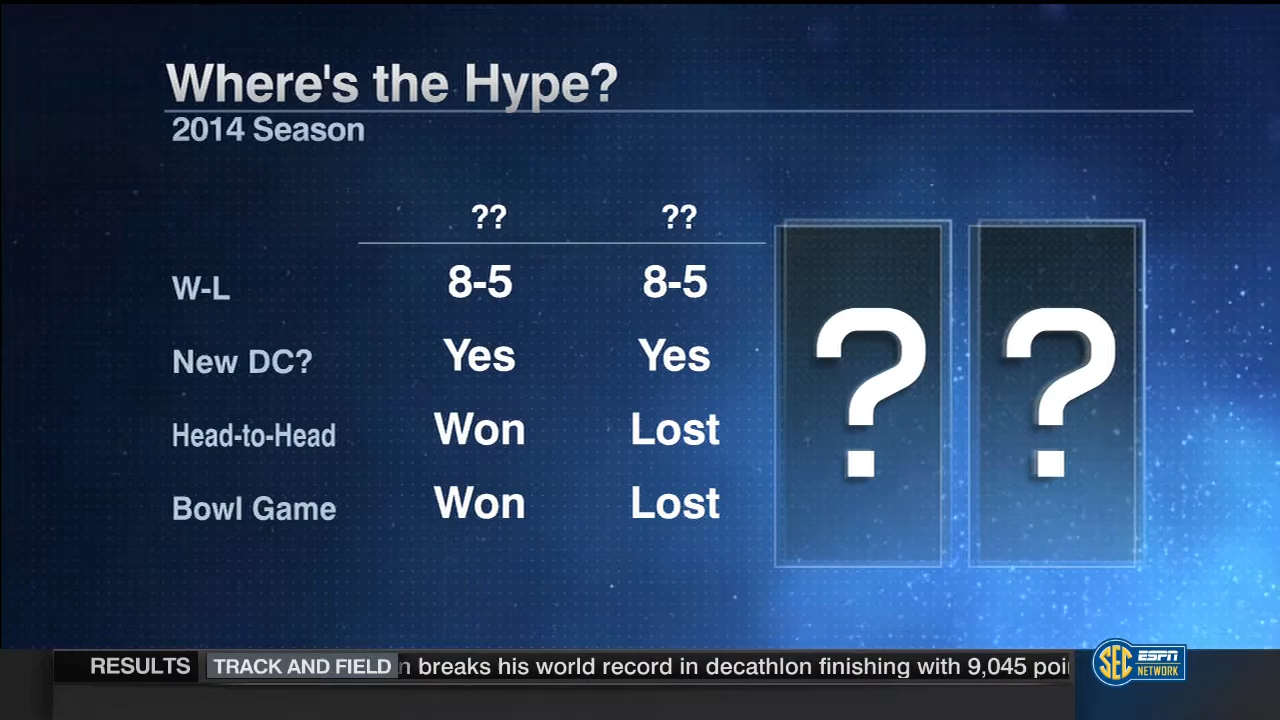 Where's the Hype?
2014 Season
?? ??
W-L 8-5 8-5
New DC? Yes Yes
Head-to-Head Won Lost
Bowl Game Won Lost
? ?
RESULTS TRACK AND FIELD n breaks his world record in decathlon finishing with 9,045 poi
SEC ESPN
NETWORK